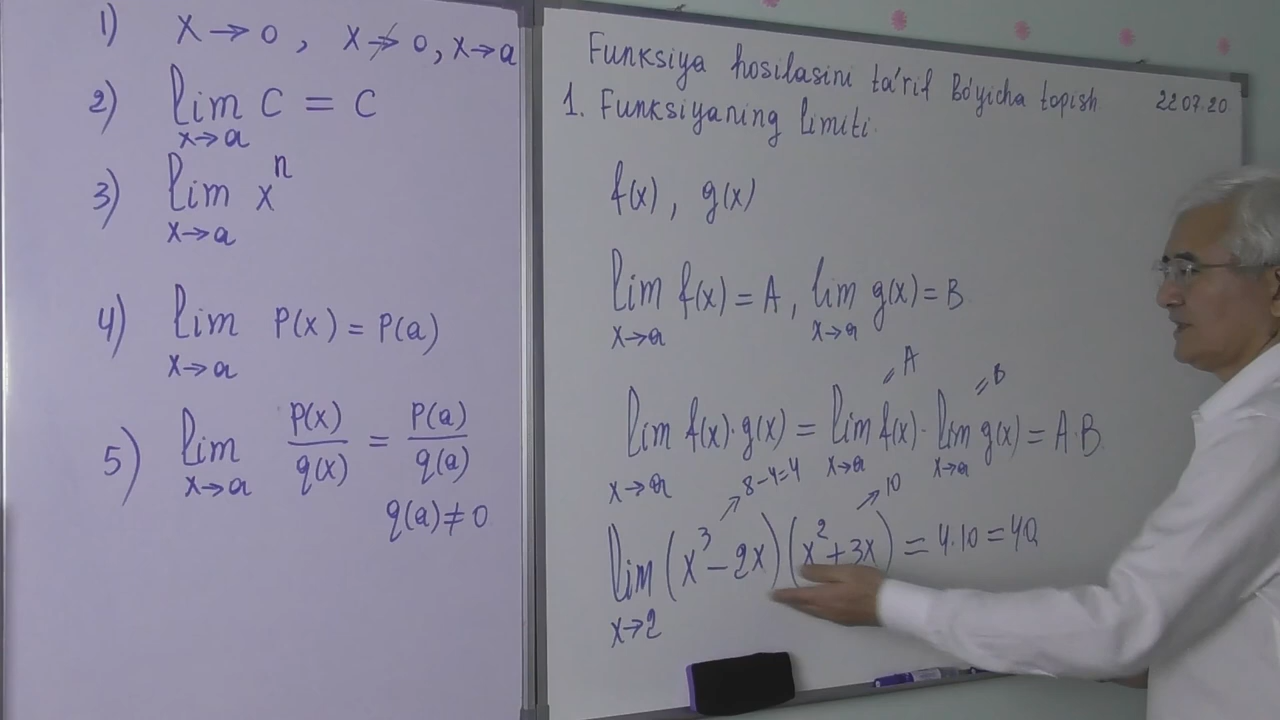 1) x → 0 , x ↛ 0, x → a
2) lim C = C
x→a
3) lim xⁿ
x→a
4) lim P(x) = P(a)
x→a
5) lim P(x)/q(x) = P(a)/q(a)
x→a
q(a) ≠ 0
Funksiya hosilasini ta'rif Bo'yicha topish 22.07.20
1. Funksiyaning limiti.
f(x) , g(x)
lim f(x) = A , lim g(x) = B
x→a x→a
= A = B
lim f(x)·g(x) = lim f(x) · lim g(x) = A·B
x→a x→a x→a
↗ 8-4=4 ↗ 10
lim (x³ - 2x)(x² + 3x) = 4·10 = 40
x→2